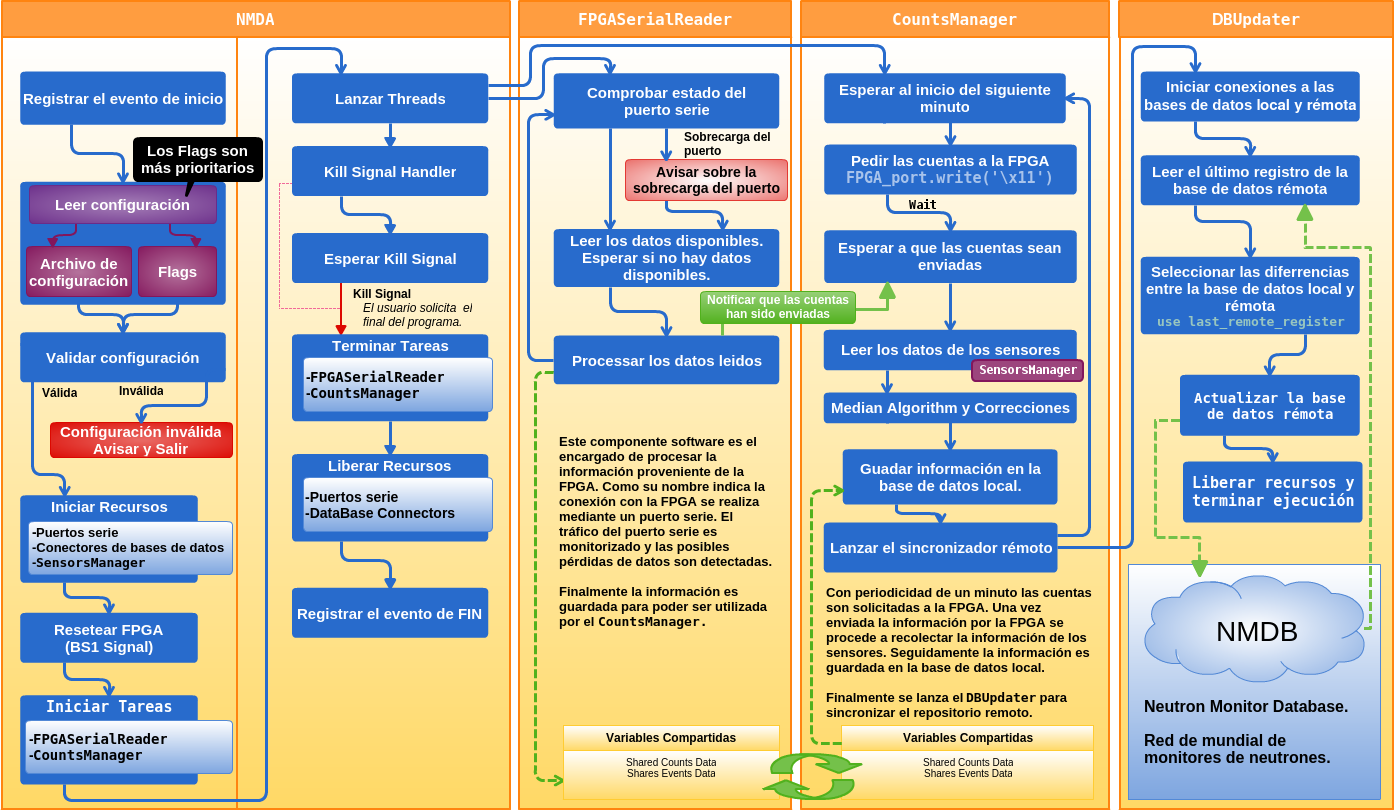 NMDA
Registrar el evento de inicio
Los Flags son
más prioritarios
Leer configuración
Archivo de
configuración
Flags
Validar configuración
Válida
Inválida
Configuración inválida
Avisar y Salir
Iniciar Recursos
-Puertos serie
-Conectores de bases de datos
-SensorsManager
Resetear FPGA
(BS1 Signal)
Iniciar Tareas
-FPGASerialReader
-CountsManager
Lanzar Threads
Kill Signal Handler
Esperar Kill Signal
Kill Signal
El usuario solicita el
final del programa.
Terminar Tareas
-FPGASerialReader
-CountsManager
Liberar Recursos
-Puertos serie
-DataBase Connectors
Registrar el evento de FIN
FPGASerialReader
Comprobar estado del
puerto serie
Sobrecarga del
puerto
Avisar sobre la
sobrecarga del puerto
Leer los datos disponibles.
Esperar si no hay datos
disponibles.
Notificar que las cuentas
han sido enviadas
Processar los datos leidos
Este componente software es el
encargado de procesar la
información proveniente de la
FPGA. Como su nombre indica la
conexión con la FPGA se realiza
mediante un puerto serie. El
tráfico del puerto serie es
monitorizado y las posibles
pérdidas de datos son detectadas.
Finalmente la información es
guardada para poder ser utilizada
por el CountsManager.
Variables Compartidas
Shared Counts Data
Shares Events Data
CountsManager
Esperar al inicio del siguiente
minuto
Pedir las cuentas a la FPGA
FPGA_port.write('\x11')
Wait
Esperar a que las cuentas sean
enviadas
Leer los datos de los sensores
SensorsManager
Median Algorithm y Correcciones
Guadar información en la
base de datos local.
Lanzar el sincronizador rémoto
Con periodicidad de un minuto las cuentas
son solicitadas a la FPGA. Una vez
enviada la información por la FPGA se
procede a recolectar la información de los
sensores. Seguidamente la información es
guardada en la base de datos local.
Finalmente se lanza el DBUpdater para
sincronizar el repositorio remoto.
Variables Compartidas
Shared Counts Data
Shares Events Data
DBUpdater
Iniciar conexiones a las
bases de datos local y rémota
Leer el último registro de la
base de datos rémota
Seleccionar las diferrencias
entre la base de datos local y
rémota
use last_remote_register
Actualizar la base
de datos rémota
Liberar recursos y
terminar ejecución
NMDB
Neutron Monitor Database.
Red de mundial de
monitores de neutrones.